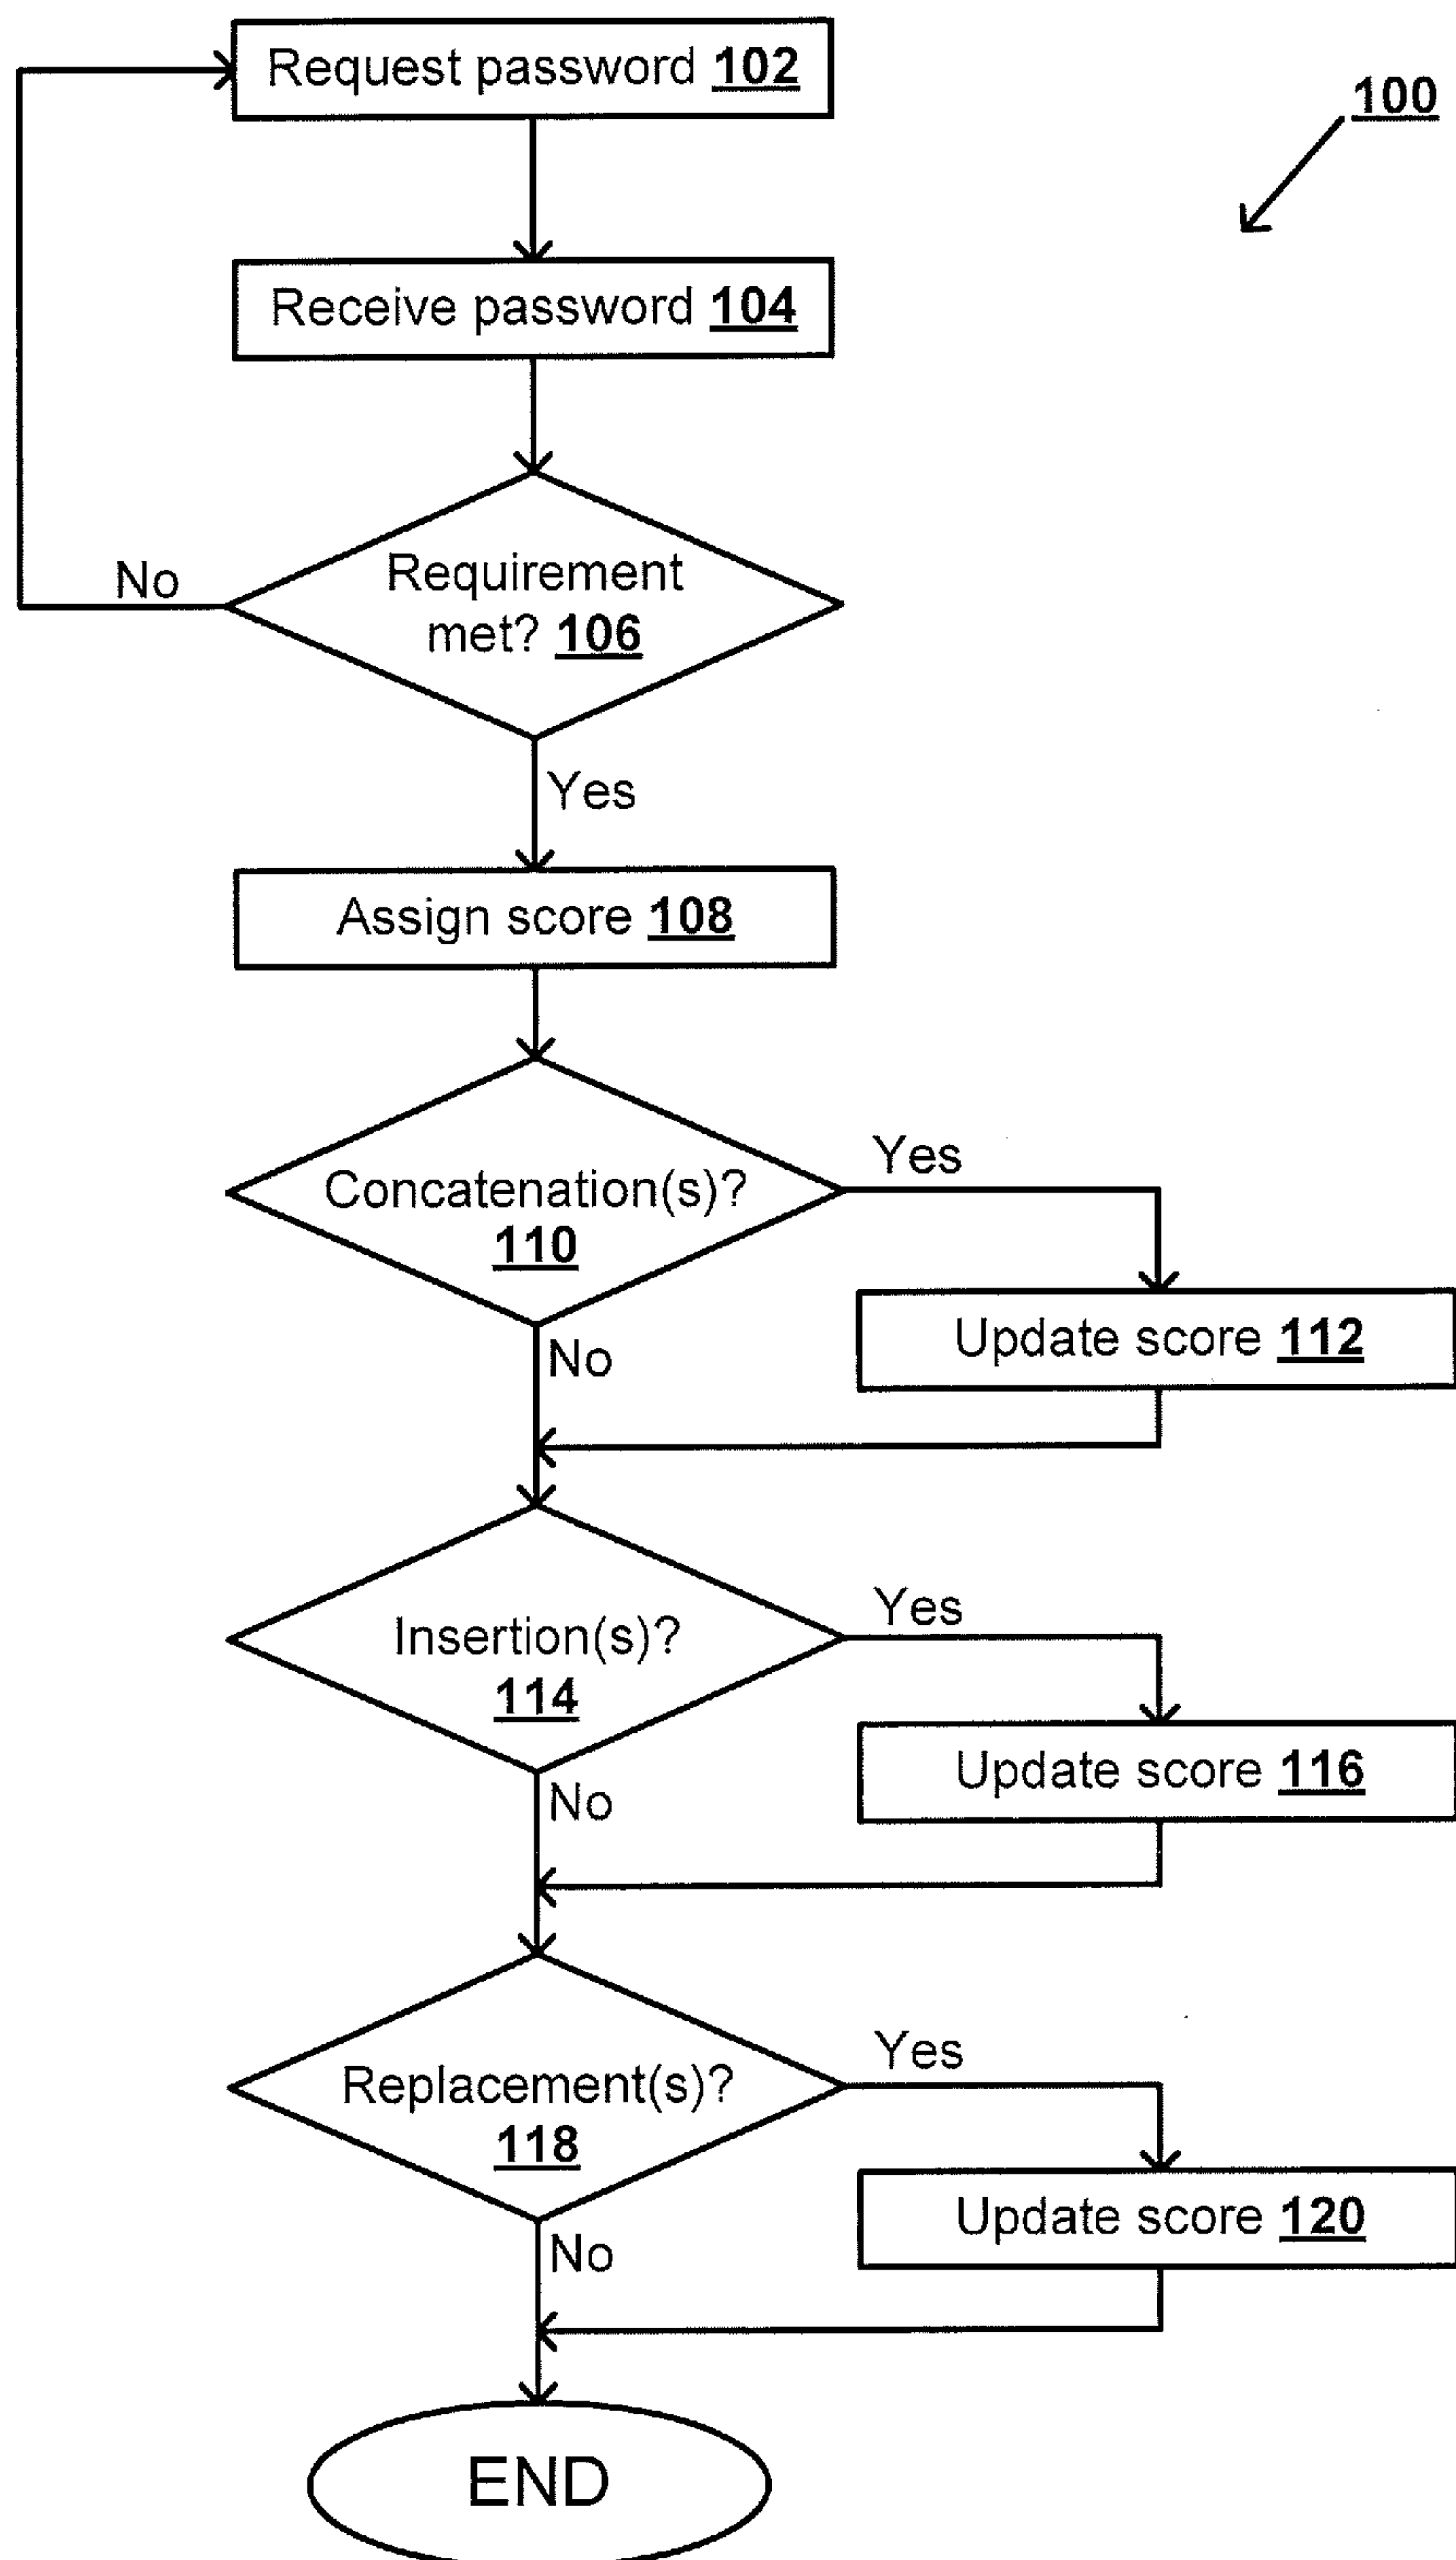 Request password 102
100
Receive password 104
Requirement
met? 106
No
Yes
Assign score 108
Concatenation(s)?
110
Yes
Update score 112
No
Insertion(s)?
114
Yes
Update score 116
No
Replacement(s)?
118
Yes
Update score 120
No
END